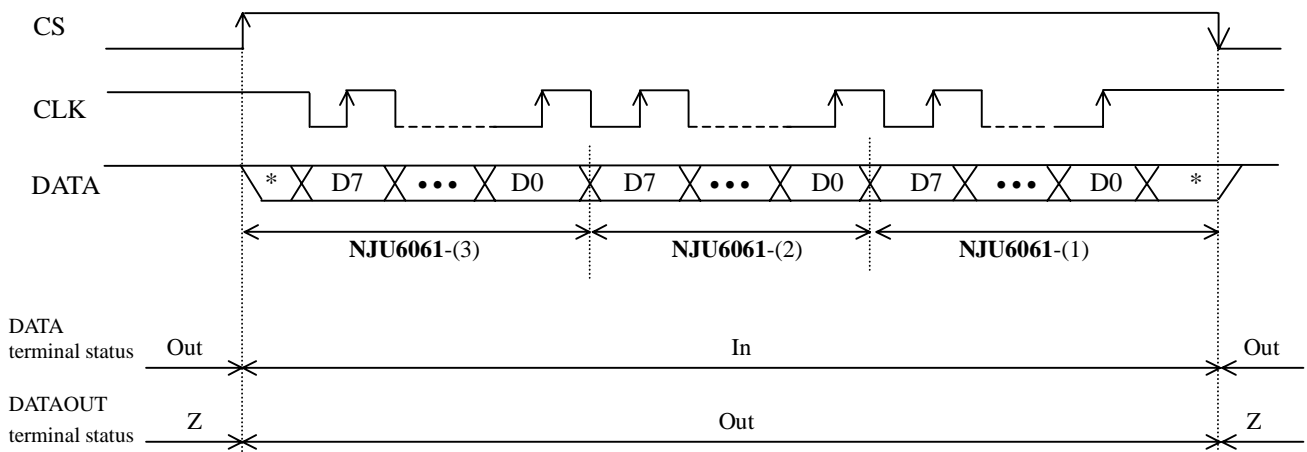 CS
CLK
DATA
* D7 ••• D0 D7 ••• D0 D7 ••• D0 *
NJU6061-(3) NJU6061-(2) NJU6061-(1)
DATA
terminal status Out In Out
DATAOUT
terminal status Z Out Z